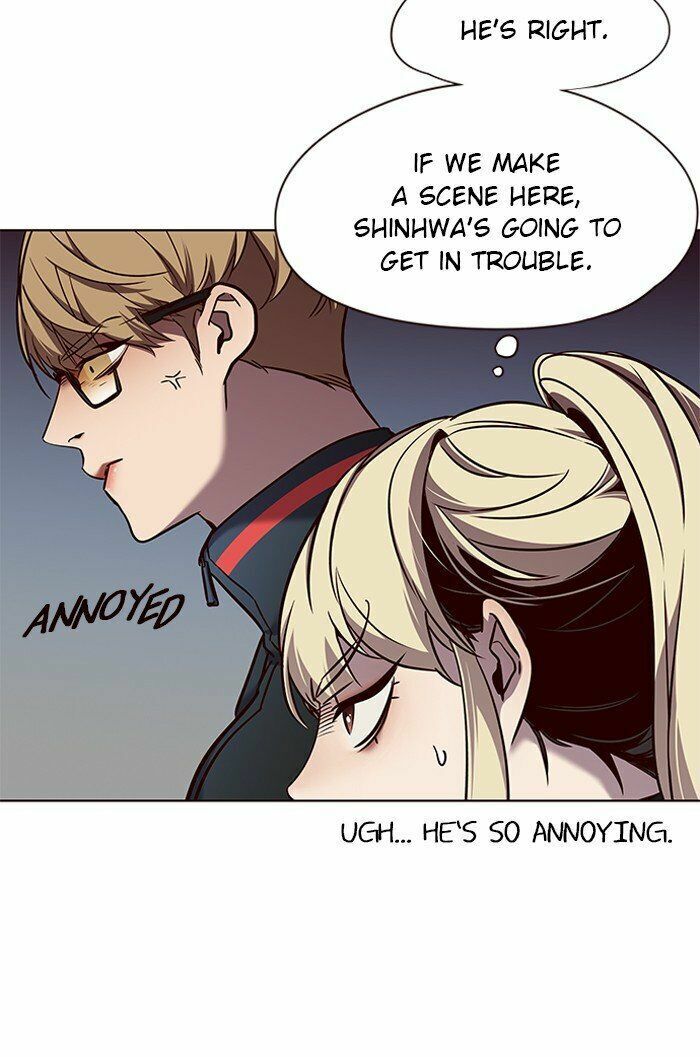 HE'S RIGHT.
IF WE MAKE
A SCENE HERE,
SHINHWA'S GOING TO
GET IN TROUBLE.
ANNOYED
UGH... HE'S SO ANNOYING.